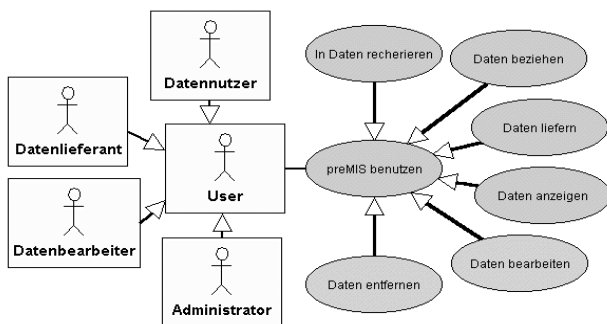 In Daten recherieren
Daten beziehen
Datennutzer
Datenlieferant
Daten liefern
User
preMIS benutzen
Daten anzeigen
Datenbearbeiter
Daten bearbeiten
Daten entfernen
Administrator